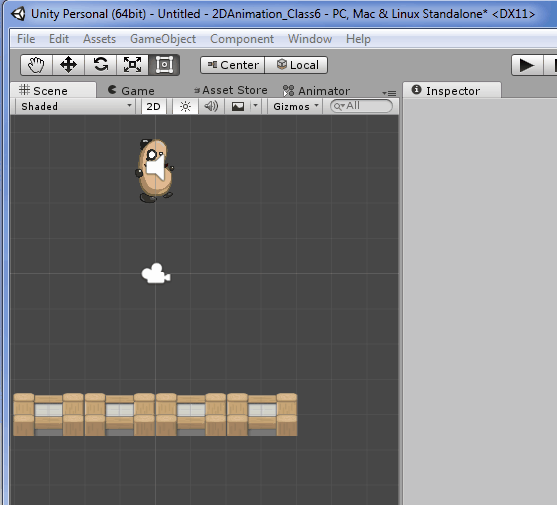 Unity Personal (64bit) - Untitled - 2DAnimation_Class6 - PC, Mac & Linux Standalone* <DX11>
File Edit Assets GameObject Component Window Help
Center Local
Scene Game Asset Store Animator Inspector
Shaded 2D Gizmos All